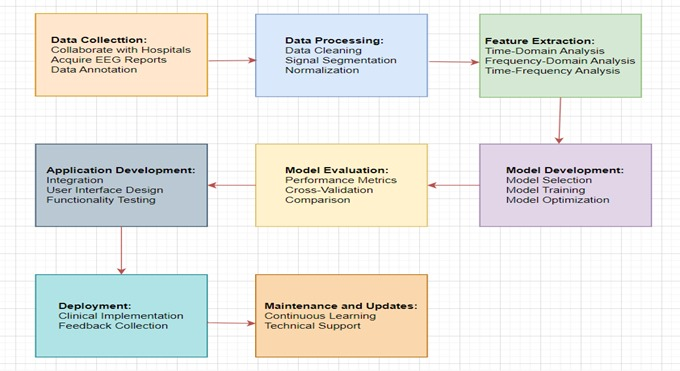 Data Collecttion:
Collaborate with Hospitals
Acquire EEG Reports
Data Annotation
Data Processing:
Data Cleaning
Signal Segmentation
Normalization
Feature Extraction:
Time-Domain Analysis
Frequency-Domain Analysis
Time-Frequency Analysis
Model Development:
Model Selection
Model Training
Model Optimization
Model Evaluation:
Performance Metrics
Cross-Validation
Comparison
Application Development:
Integration
User Interface Design
Functionality Testing
Deployment:
Clinical Implementation
Feedback Collection
Maintenance and Updates:
Continuous Learning
Technical Support